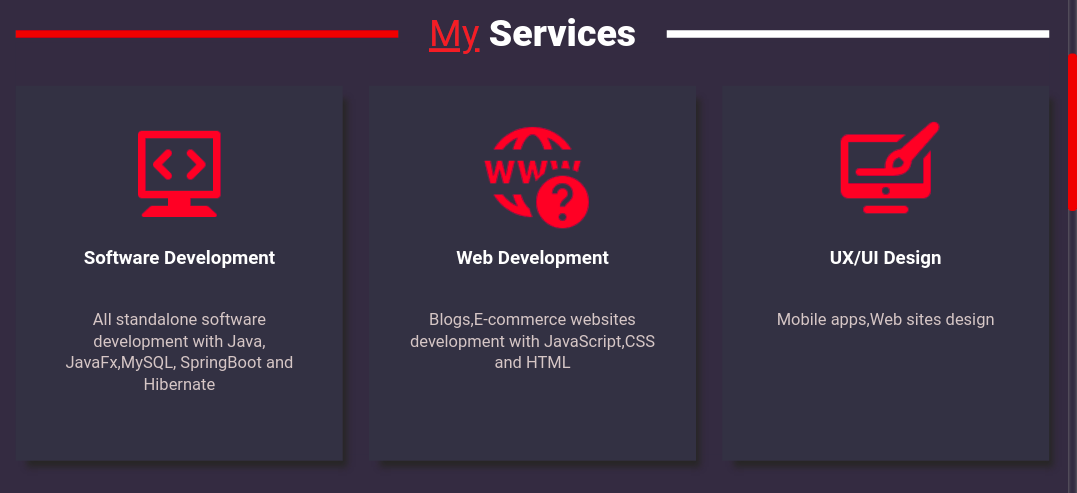 My Services
www
?
Software Development
Web Development
UX/UI Design
All standalone software
development with Java,
JavaFx,MySQL, SpringBoot and
Hibernate
Blogs,E-commerce websites
development with JavaScript,CSS
and HTML
Mobile apps,Web sites design